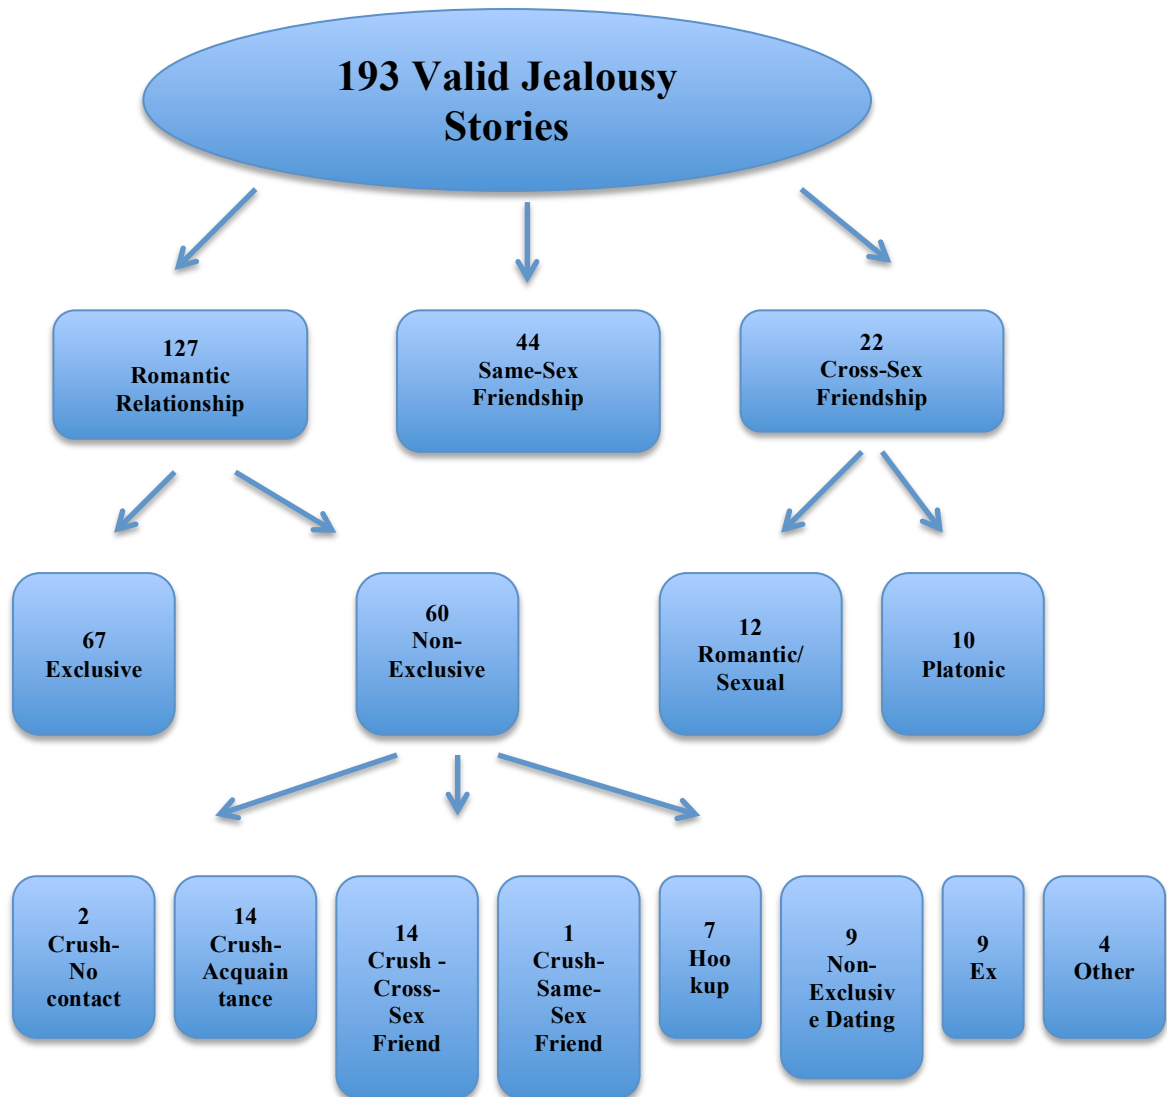 193 Valid Jealousy
Stories
127
Romantic
Relationship
44
Same-Sex
Friendship
22
Cross-Sex
Friendship
67
Exclusive
60
Non-
Exclusive
12
Romantic/
Sexual
10
Platonic
2
Crush-
No
contact
14
Crush-
Acquain
tance
14
Crush -
Cross-
Sex
Friend
1
Crush-
Same-
Sex
Friend
7
Hoo
kup
9
Non-
Exclusiv
e Dating
9
Ex
4
Other